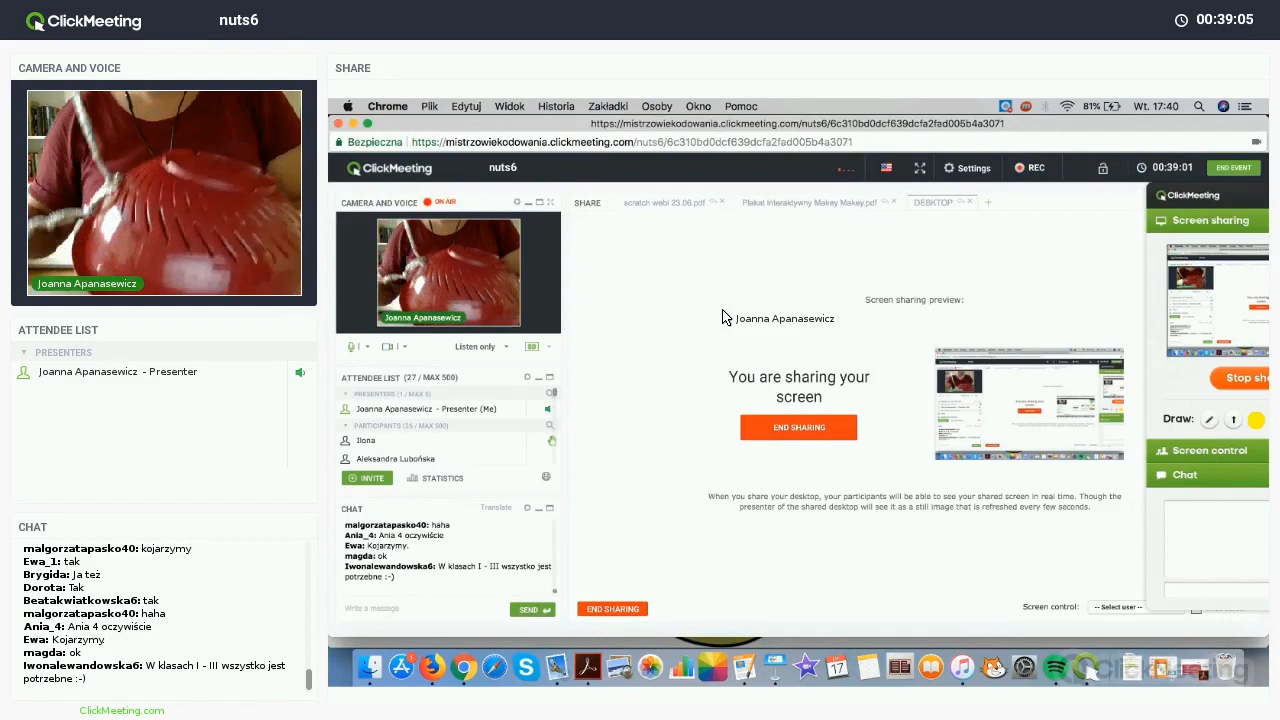 ClickMeeting
nuts6
00:39:05
CAMERA AND VOICE
Joanna Apanasewicz
ATTENDEE LIST
PRESENTERS
Joanna Apanasewicz - Presenter
CHAT
malgorzatapasko40: kojarzymy
Ewa_1: tak
Brygida: Ja też
Dorota: Tak
Beatakwiatkowska6: tak
malgorzatapasko40: haha
Ania_4: Ania 4 oczywiście
Ewa: Kojarzymy.
magda: ok
Iwonalewandowska6: W klasach I - III wszystko jest
potrzebne :-)
ClickMeeting.com
SHARE
Chrome Plik Edytuj Widok Historia Zakładki Osoby Okno Pomoc
81% Wt. 17:40
https://mistrzowiekodowania.clickmeeting.com/nuts6/6c310bd0dcf639dcfa2fad005b4a3071
Bezpieczna https://mistrzowiekodowania.clickmeeting.com/nuts6/6c310bd0dcf639dcfa2fad005b4a3071
ClickMeeting
nuts6
Settings
REC
00:39:01
END EVENT
CAMERA AND VOICE ON AIR
Joanna Apanasewicz
Listen only
ATTENDEE LIST (27 / MAX 500)
PRESENTERS (1 / MAX 5)
Joanna Apanasewicz - Presenter (Me)
PARTICIPANTS (26 / MAX 500)
Ilona
Aleksandra Lubońska
INVITE
STATISTICS
CHAT
Translate
malgorzatapasko40: haha
Ania_4: Ania 4 oczywiście
Ewa: Kojarzymy.
magda: ok
Iwonalewandowska6: W klasach I - III wszystko jest
potrzebne :-)
Write a message
SEND
SHARE
scratch webi 23.06.pdf
Plakat Interaktywny Makey Makey.pdf
DESKTOP
Screen sharing preview:
Joanna Apanasewicz
You are sharing your
screen
END SHARING
When you share your desktop, your participants will be able to see your shared screen in real time. Though the
presenter of the shared desktop will see it as a still image that is refreshed every few seconds.
END SHARING
Screen control:
-- Select user --
ClickMeeting
Screen sharing
Stop sh
Draw:
Screen control
Chat
17
ClickMeeting